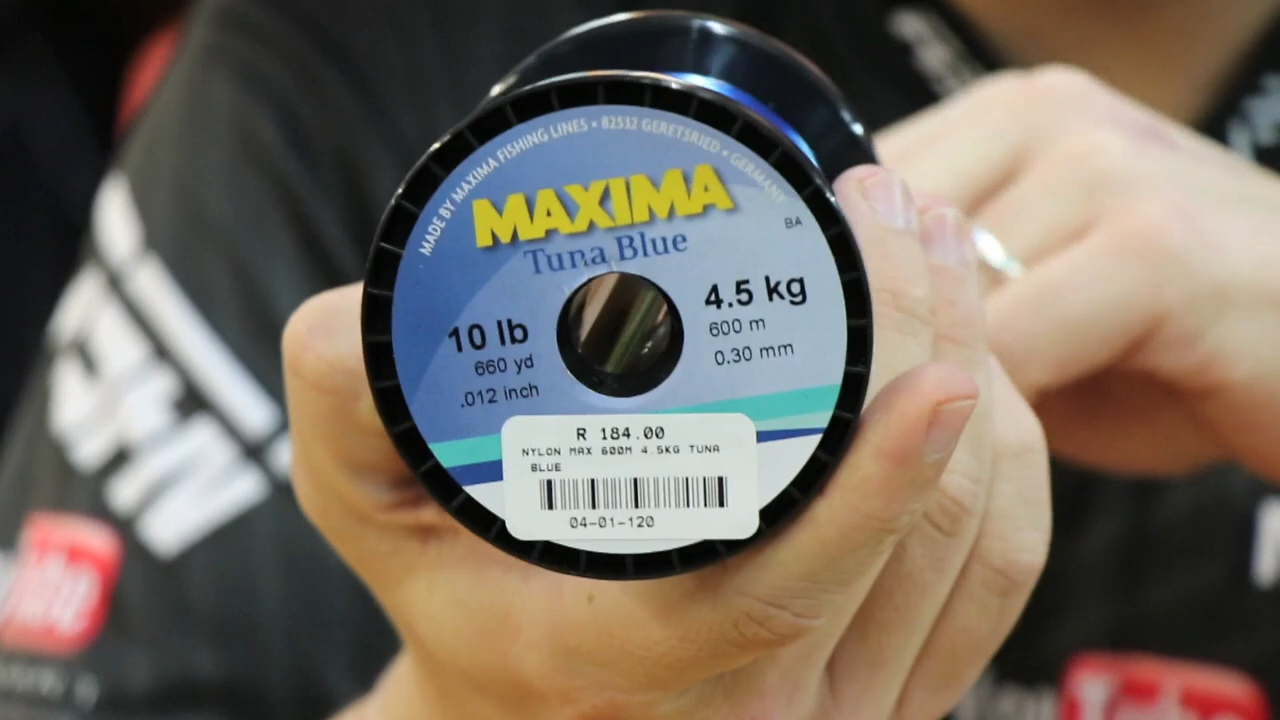 MADE BY MAXIMA FISHING LINES • 82532 GERETSRIED • GERMANY
MAXIMA
Tuna Blue
BA
10 lb
660 yd
.012 inch
4.5 kg
600 m
0.30 mm
R 184.00
NYLON MAX 600M 4.5KG TUNA
BLUE
04-01-120